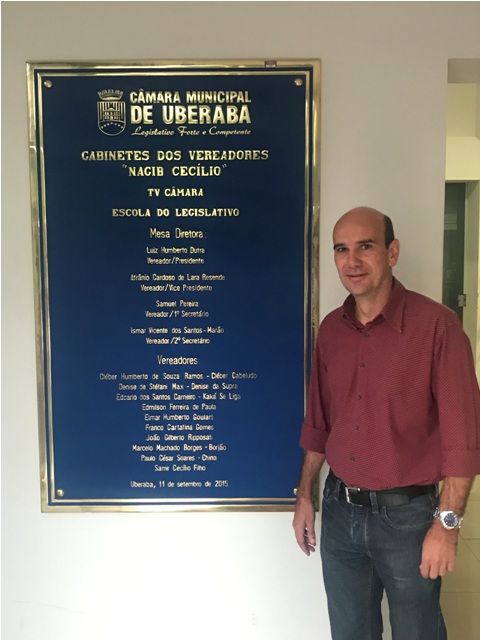 CÂMARA MUNICIPAL
DE UBERABA
Legislativo Forte e Competente
GABINETES DOS VEREADORES
"NAGIB CECÍLIO"
TV CÂMARA
ESCOLA DO LEGISLATIVO
Mesa Diretora:
Luiz Humberto Dutra
Vereador/Presidente
Atrânio Cardoso de Lara Resende
Vereador/Vice Presidente
Samuel Pereira
Vereador/1º Secretário
Ismar Vicente dos Santos - Marão
Vereador/2º Secretário
Vereadores
Cléber Humberto de Souza Ramos - Cléber Cabeludo
Denise de Stéfani Max - Denise da Supra
Edcarlo dos Santos Carneiro - Kaká Se Liga
Edmilson Ferreira de Paula
Elmar Humberto Goulart
Franco Cartafina Gomes
João Gilberto Ripposati
Marcelo Machado Borges - Borjão
Paulo César Soares - China
Samir Cecílio Filho
Uberaba, 11 de setembro de 2015